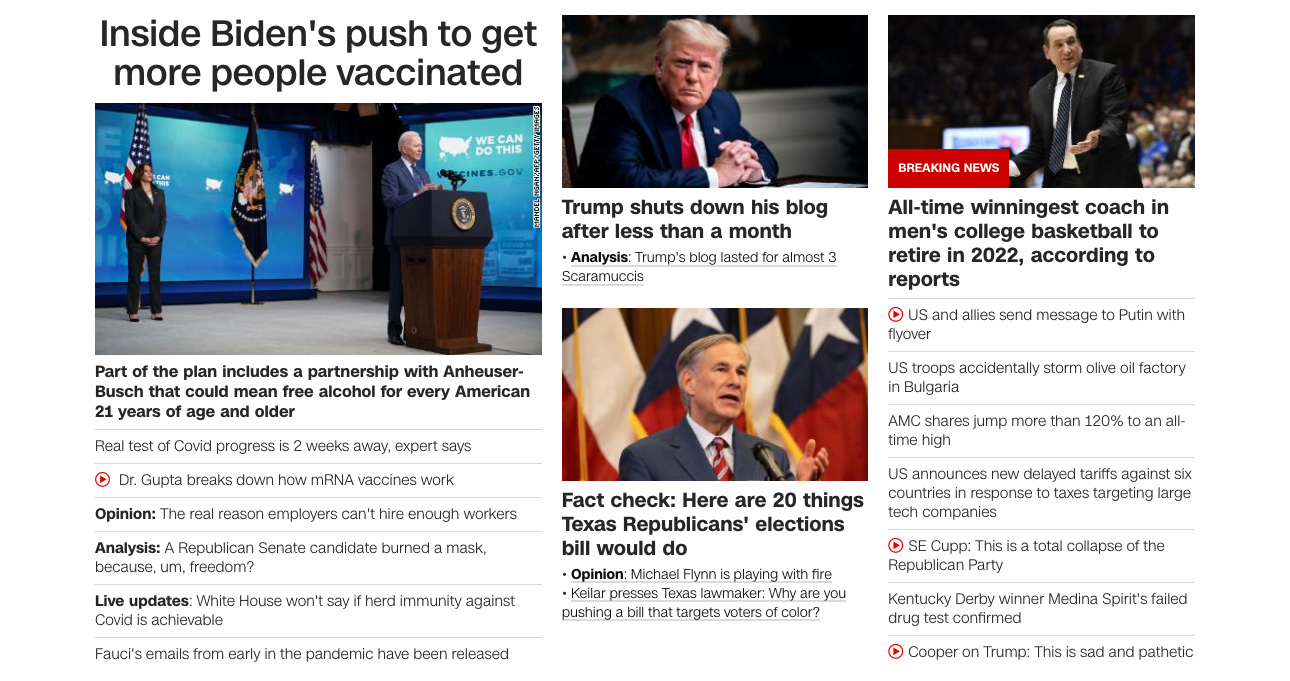 Inside Biden's push to get
more people vaccinated
WE CAN
DO THIS
VACCINES.GOV
MANDEL NGAN/AFP/GETTY IMAGES
Part of the plan includes a partnership with Anheuser-
Busch that could mean free alcohol for every American
21 years of age and older
Real test of Covid progress is 2 weeks away, expert says
Dr. Gupta breaks down how mRNA vaccines work
Opinion: The real reason employers can't hire enough workers
Analysis: A Republican Senate candidate burned a mask,
because, um, freedom?
Live updates: White House won't say if herd immunity against
Covid is achievable
Fauci's emails from early in the pandemic have been released
Trump shuts down his blog
after less than a month
• Analysis: Trump's blog lasted for almost 3
Scaramuccis
Fact check: Here are 20 things
Texas Republicans' elections
bill would do
• Opinion: Michael Flynn is playing with fire
• Keilar presses Texas lawmaker: Why are you
pushing a bill that targets voters of color?
BREAKING NEWS
All-time winningest coach in
men's college basketball to
retire in 2022, according to
reports
US and allies send message to Putin with
flyover
US troops accidentally storm olive oil factory
in Bulgaria
AMC shares jump more than 120% to an all-
time high
US announces new delayed tariffs against six
countries in response to taxes targeting large
tech companies
SE Cupp: This is a total collapse of the
Republican Party
Kentucky Derby winner Medina Spirit's failed
drug test confirmed
Cooper on Trump: This is sad and pathetic